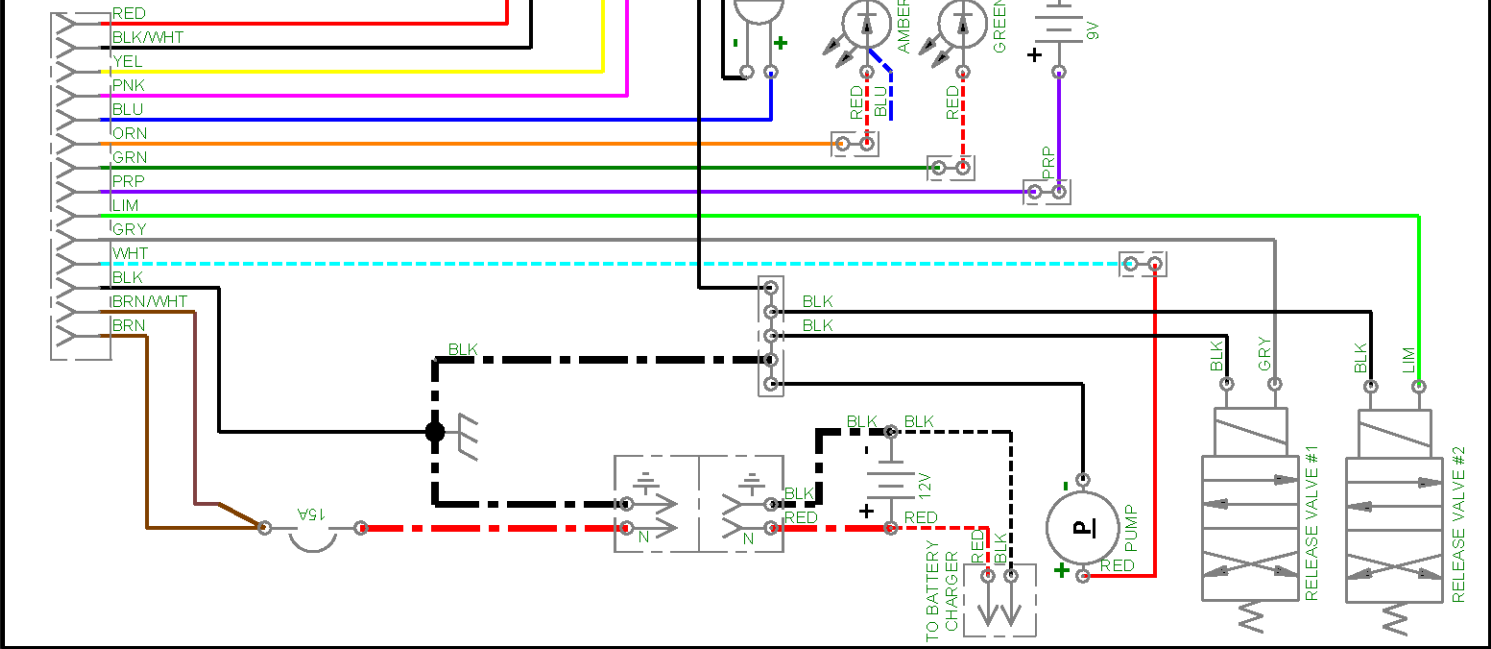 RED
BLK/WHT
YEL
PNK
BLU
ORN
GRN
PRP
LIM
GRY
WHT
BLK
BRN/WHT
BRN
-
+
AMBER
GREEN
9V
+
RED
BLU
RED
PRP
BLK
BLK
BLK
BLK
GRY
BLK
LIM
15A
N
N
BLK
RED
BLK
BLK
-
12V
+
RED
RED
BLK
TO BATTERY
CHARGER
-
P
PUMP
+
RED
RELEASE VALVE #1
RELEASE VALVE #2